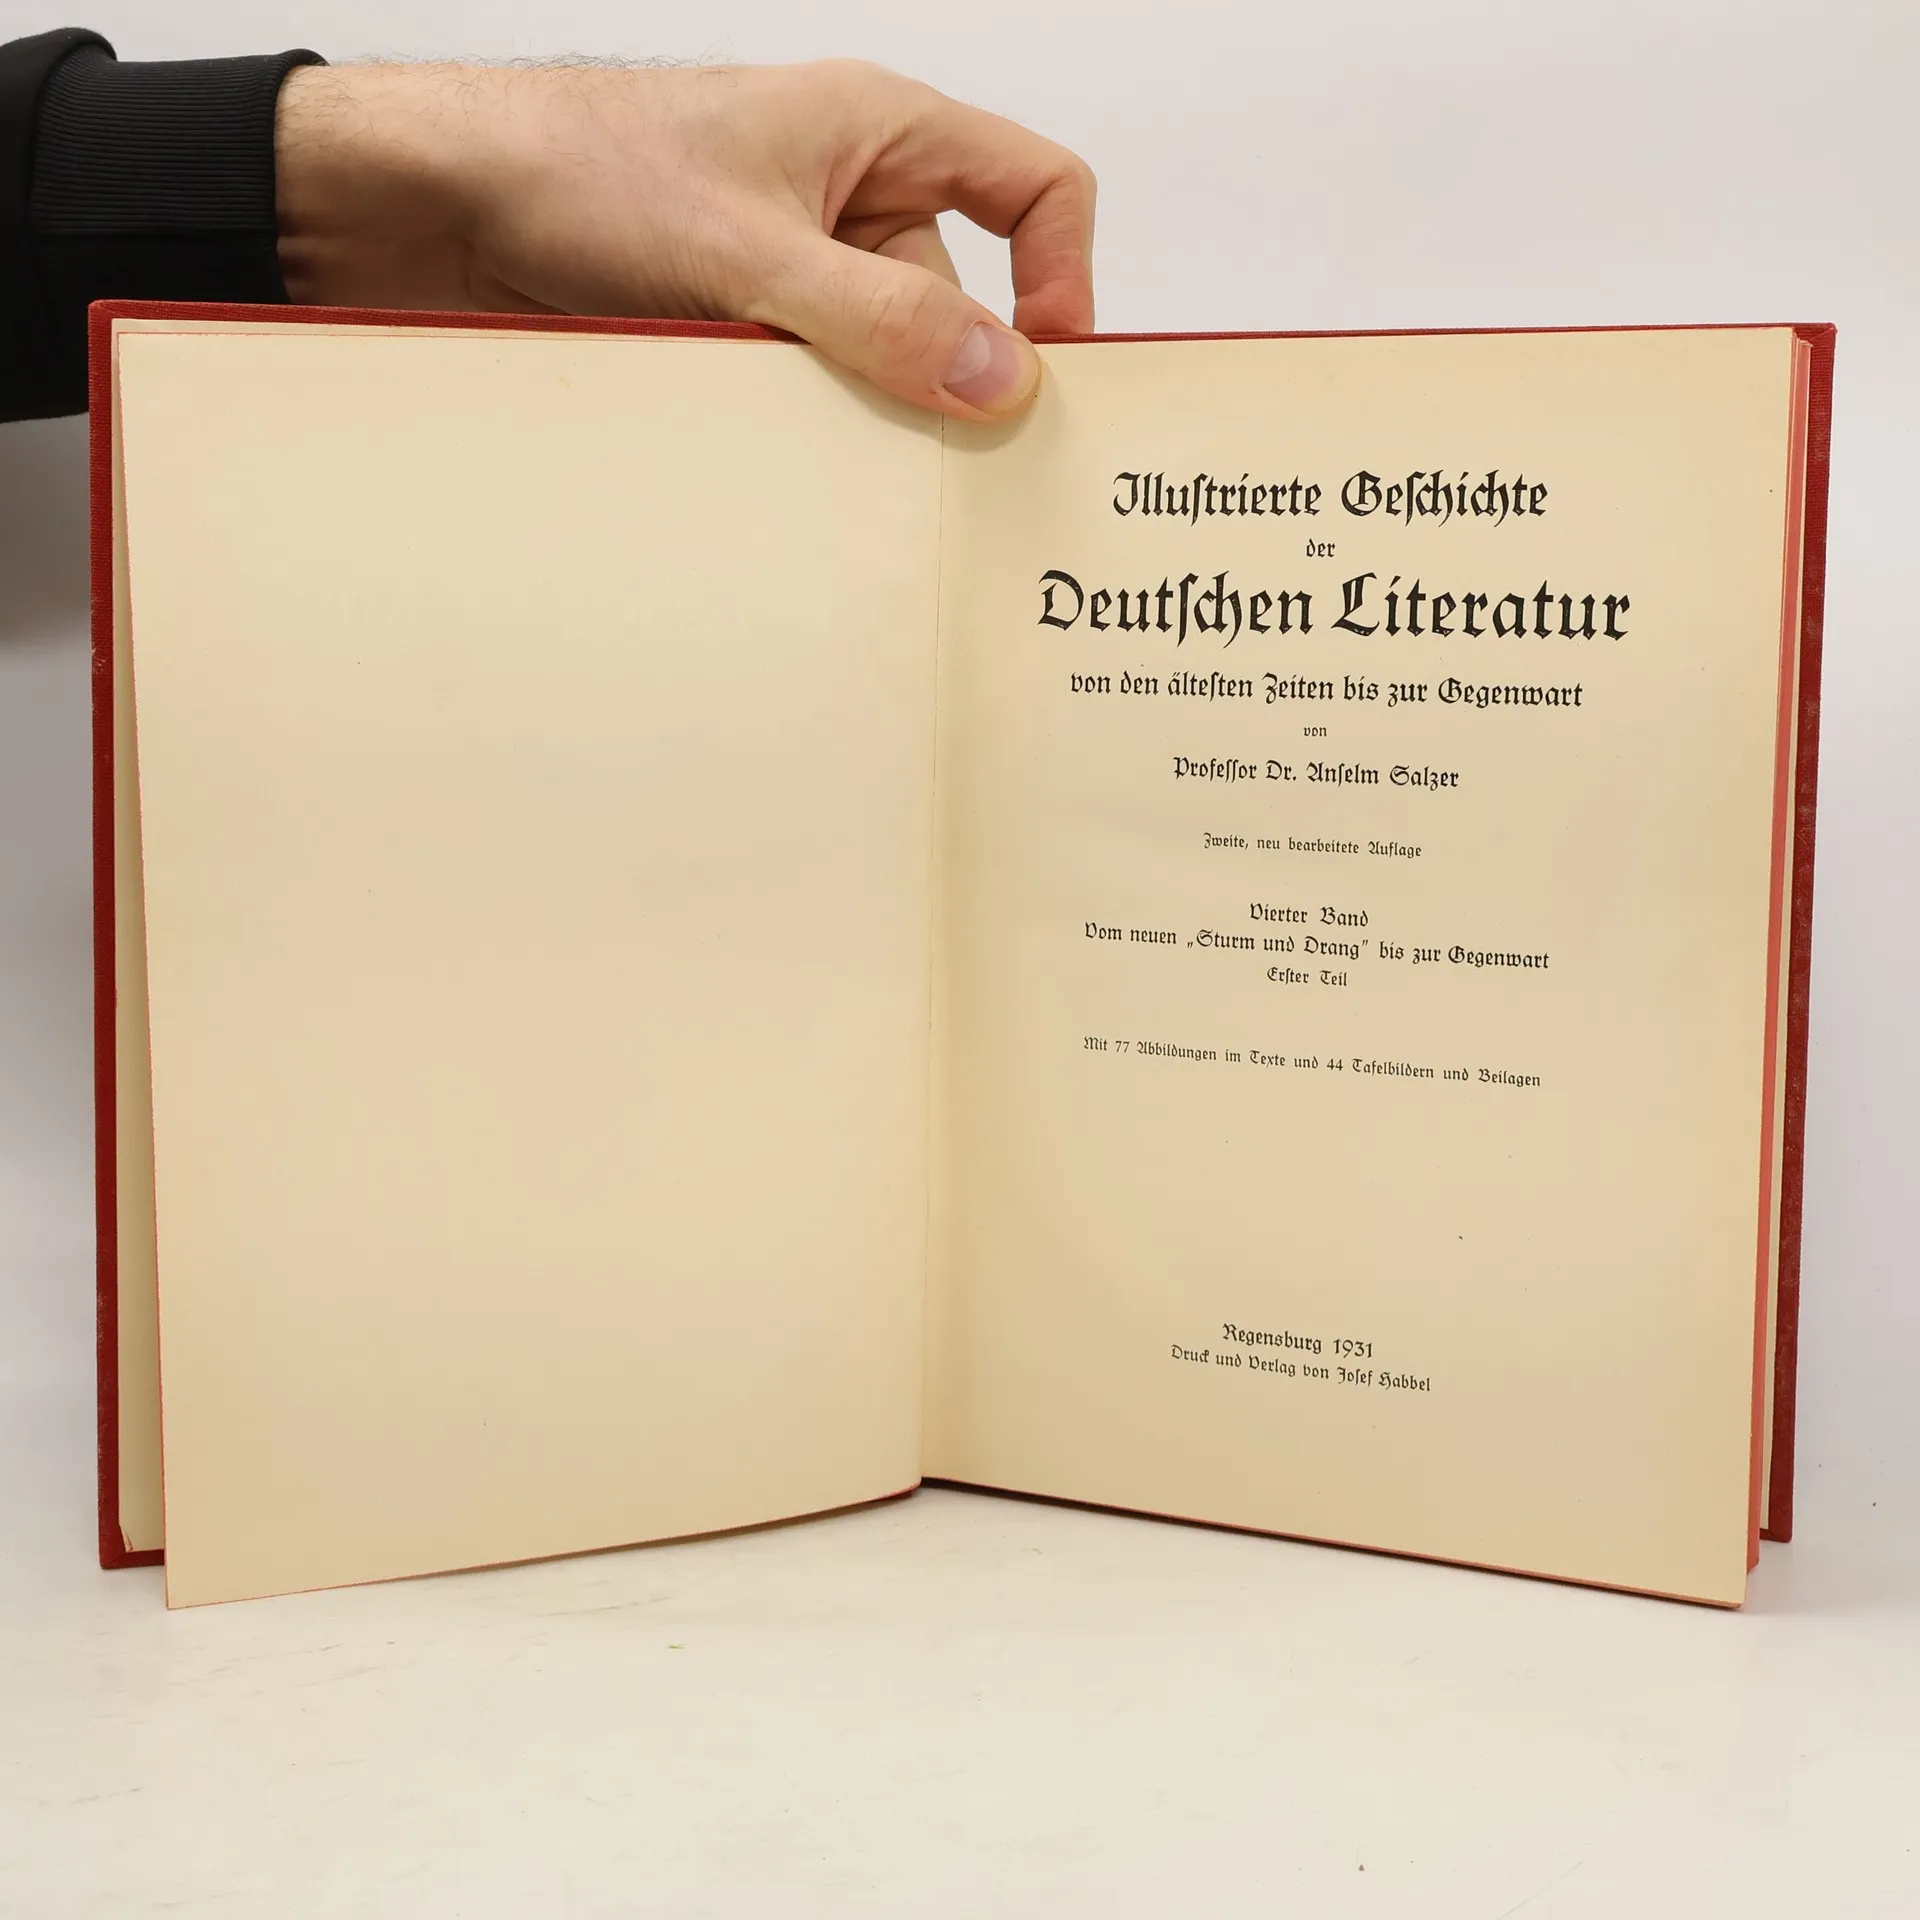 Illuſtrierte Geſchichte
der
Deutſchen Literatur
von den älteſten Zeiten bis zur Gegenwart
von
Profeſſor Dr. Anſelm Salzer
Zweite, neu bearbeitete Auflage
Vierter Band
Vom neuen „Sturm und Drang” bis zur Gegenwart
Erſter Teil
Mit 77 Abbildungen im Texte und 44 Tafelbildern und Beilagen
Regensburg 1931
Druck und Verlag von Joſef Habbel